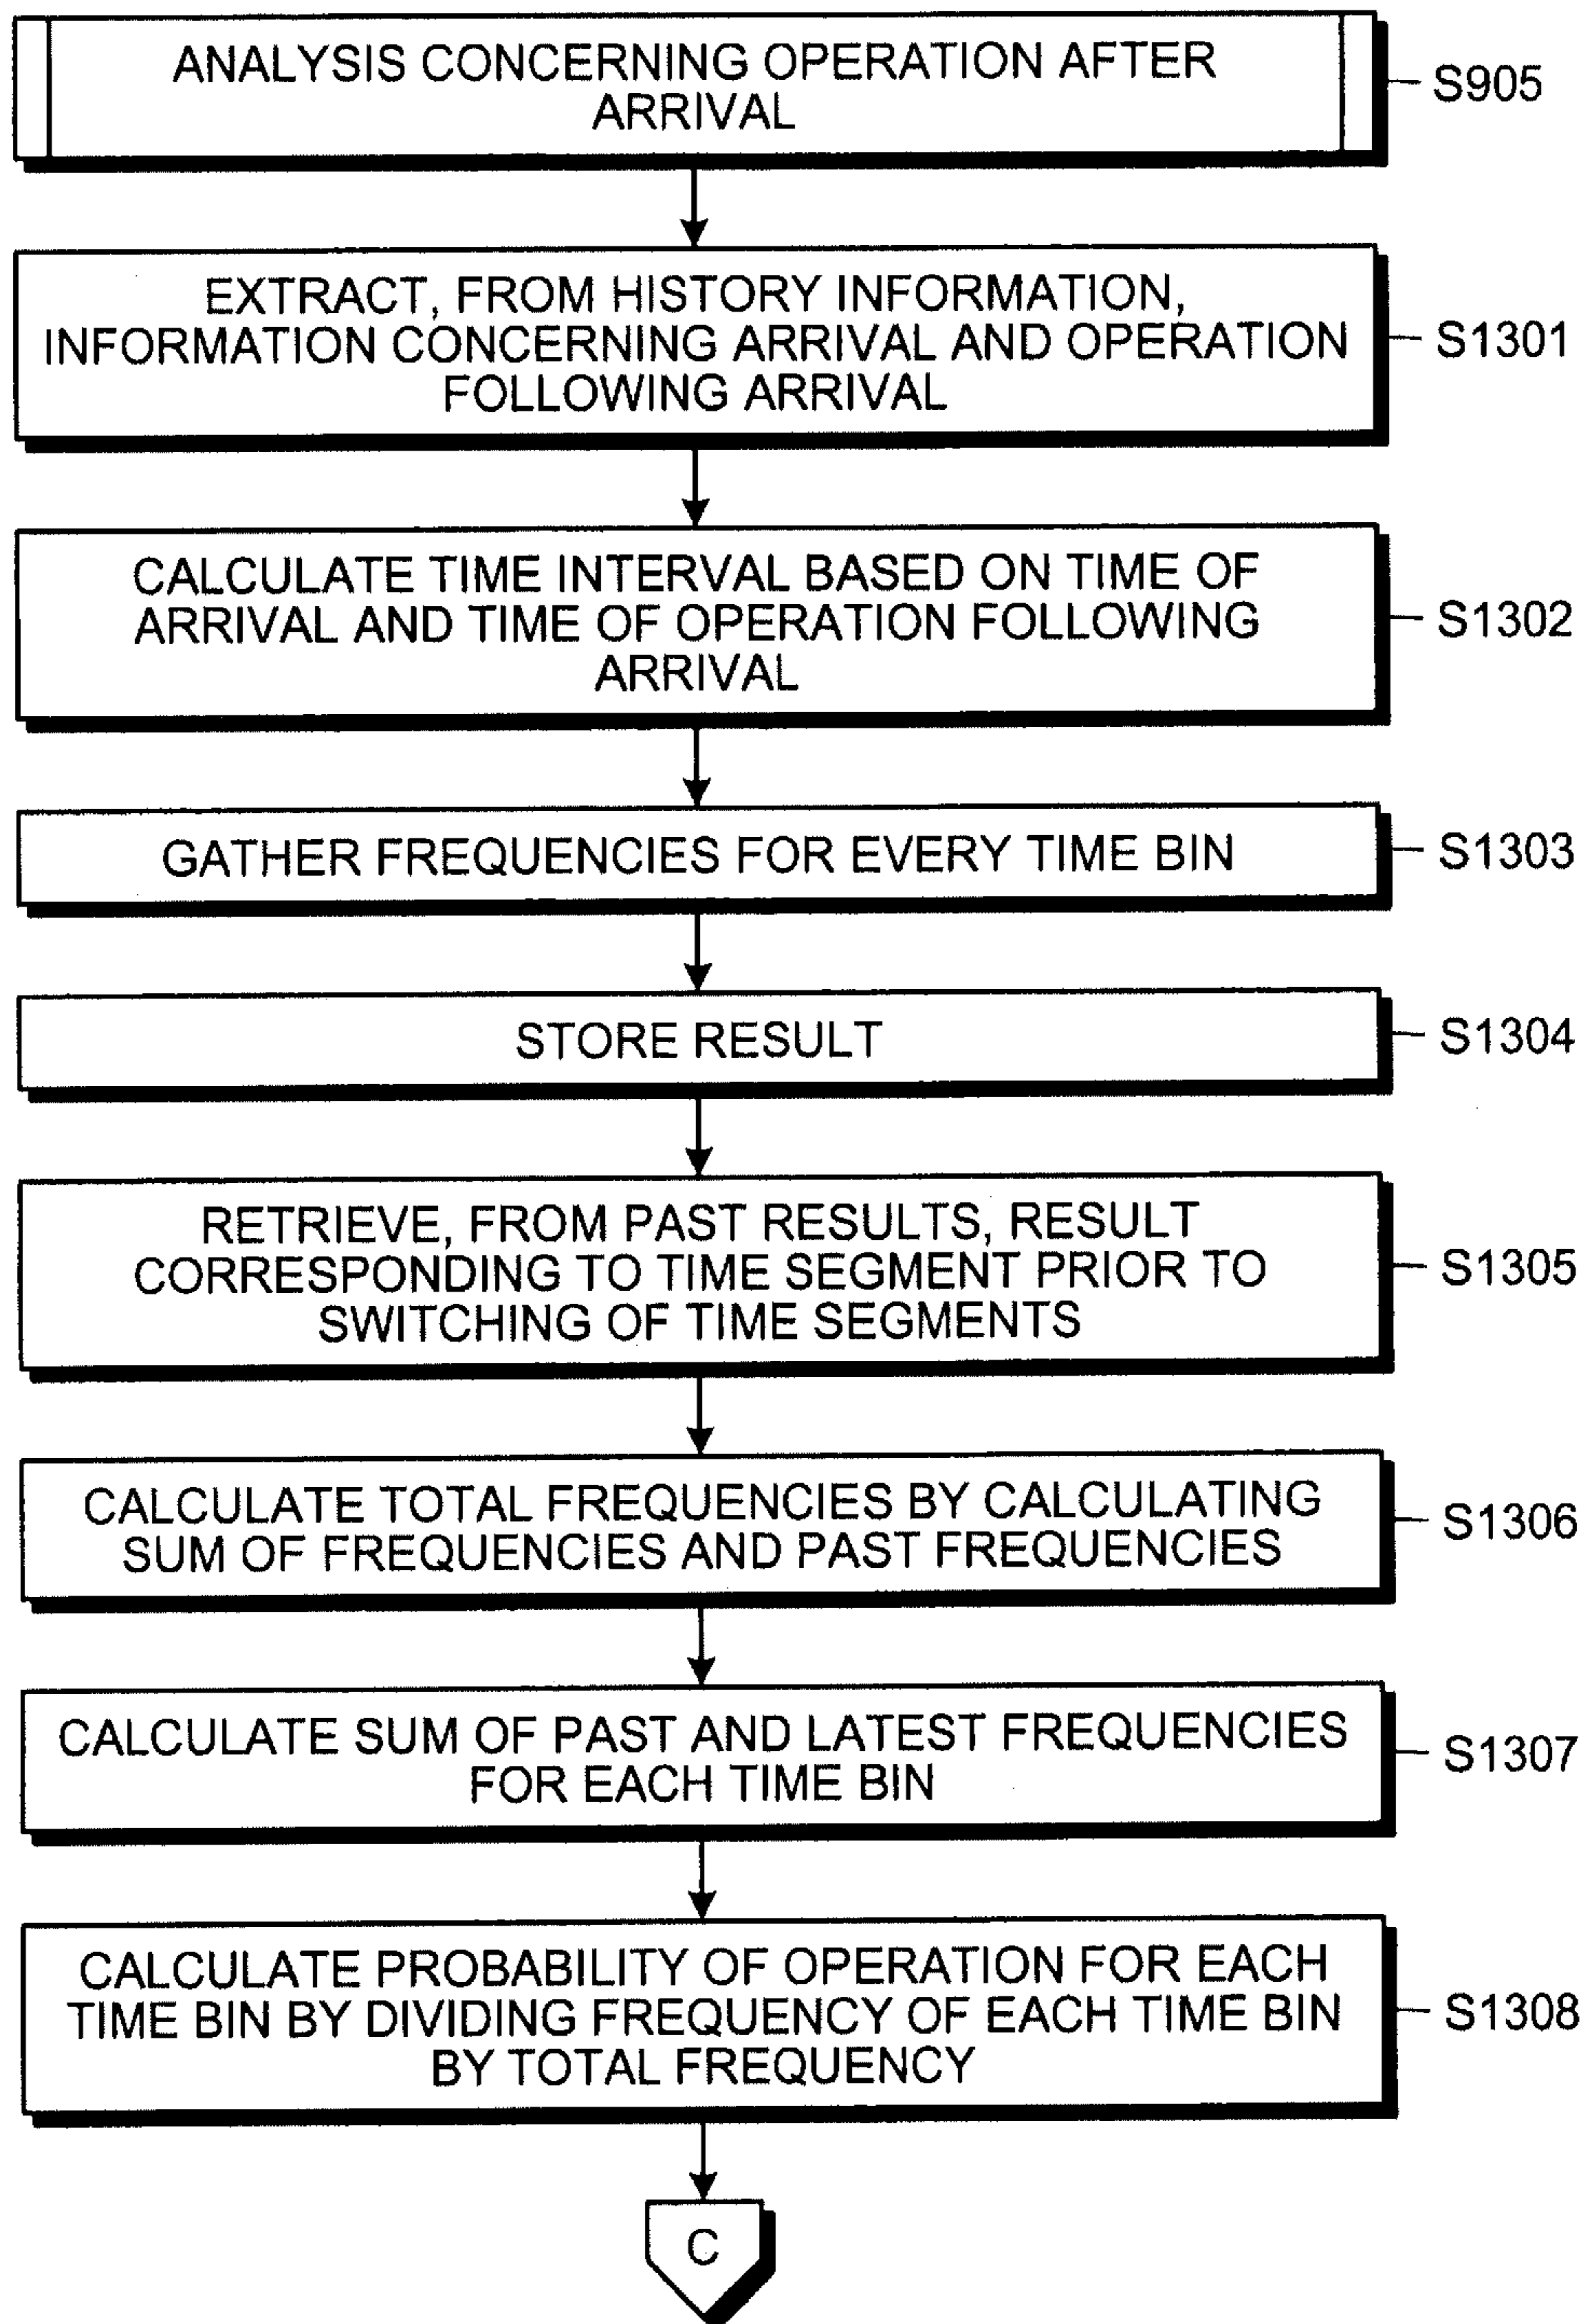 ANALYSIS CONCERNING OPERATION AFTER
ARRIVAL
S905
EXTRACT, FROM HISTORY INFORMATION,
INFORMATION CONCERNING ARRIVAL AND OPERATION
FOLLOWING ARRIVAL
S1301
CALCULATE TIME INTERVAL BASED ON TIME OF
ARRIVAL AND TIME OF OPERATION FOLLOWING
ARRIVAL
S1302
GATHER FREQUENCIES FOR EVERY TIME BIN
S1303
STORE RESULT
S1304
RETRIEVE, FROM PAST RESULTS, RESULT
CORRESPONDING TO TIME SEGMENT PRIOR TO
SWITCHING OF TIME SEGMENTS
S1305
CALCULATE TOTAL FREQUENCIES BY CALCULATING
SUM OF FREQUENCIES AND PAST FREQUENCIES
S1306
CALCULATE SUM OF PAST AND LATEST FREQUENCIES
FOR EACH TIME BIN
S1307
CALCULATE PROBABILITY OF OPERATION FOR EACH
TIME BIN BY DIVIDING FREQUENCY OF EACH TIME BIN
BY TOTAL FREQUENCY
S1308
C